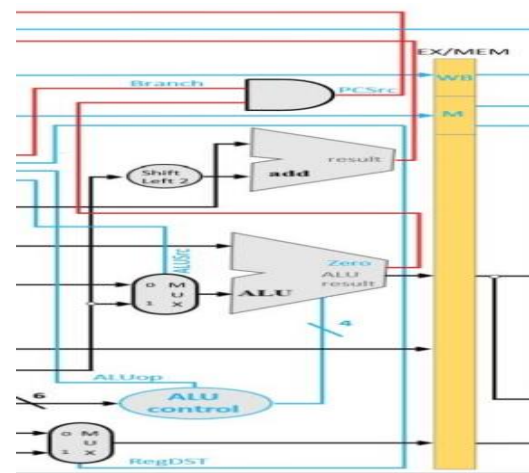 EX/MEM
WB
Branch
PCSrc
M
result
Shift
Left 2
add
ALUSrc
Zero
ALU
result
0 M
U
1 X
ALU
4
ALUop
6
ALU
control
0 M
U
1 X
RegDST